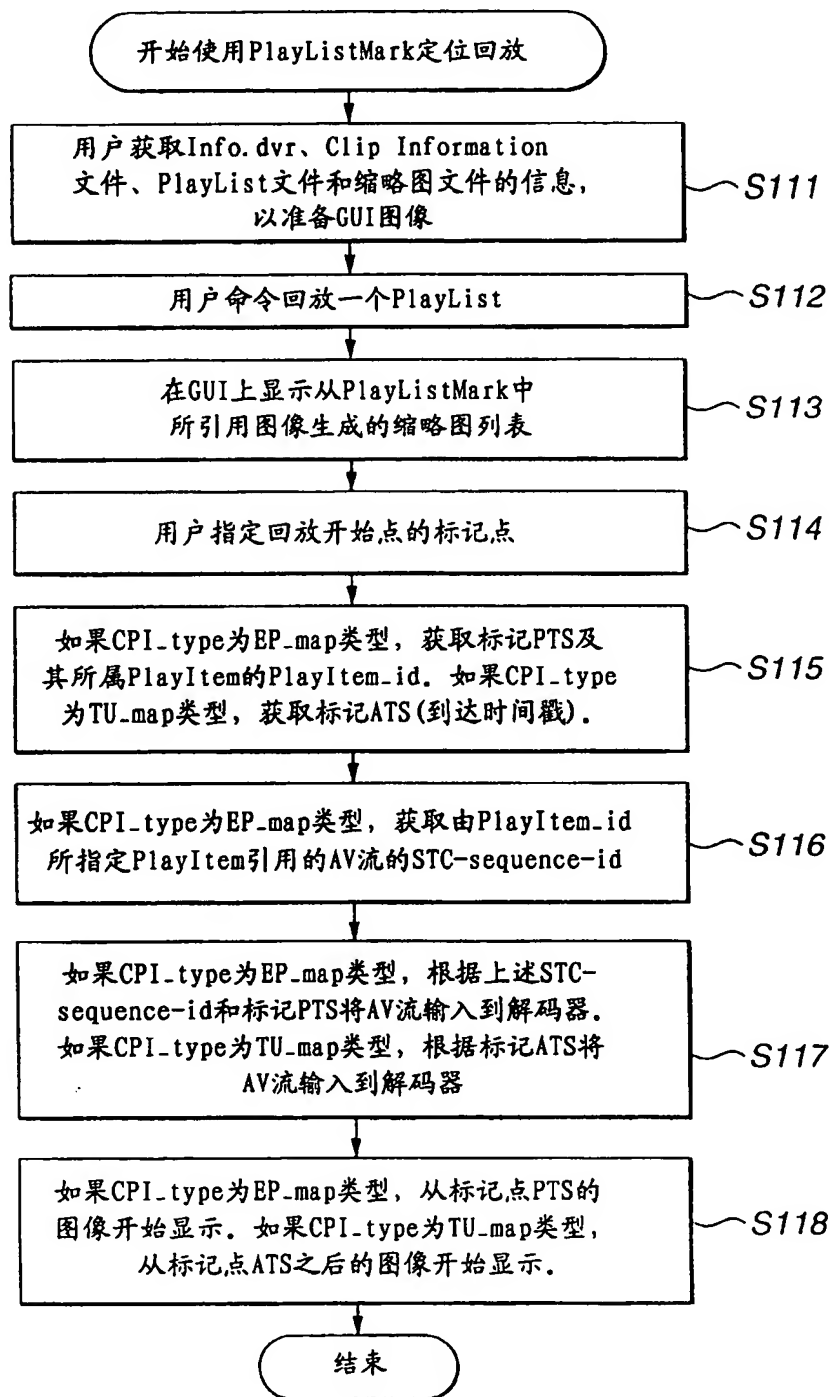 开始使用PlayListMark定位回放
用户获取Info.dvr、Clip Information
文件、PlayList文件和缩略图文件的信息,
以准备GUI图像
S111
用户命令回放一个PlayList
S112
在GUI上显示从PlayListMark中
所引用图像生成的缩略图列表
S113
用户指定回放开始点的标记点
S114
如果CPI_type为EP_map类型, 获取标记PTS及
其所属PlayItem的PlayItem_id. 如果CPI_type
为TU_map类型, 获取标记ATS(到达时间戳).
S115
如果CPI_type为EP_map类型, 获取由PlayItem_id
所指定PlayItem引用的AV流的STC-sequence-id
S116
如果CPI_type为EP_map类型, 根据上述STC-
sequence-id和标记PTS将AV流输入到解码器.
如果CPI_type为TU_map类型, 根据标记ATS将
AV流输入到解码器
S117
如果CPI_type为EP_map类型, 从标记点PTS的
图像开始显示. 如果CPI_type为TU_map类型,
从标记点ATS之后的图像开始显示.
S118
结束